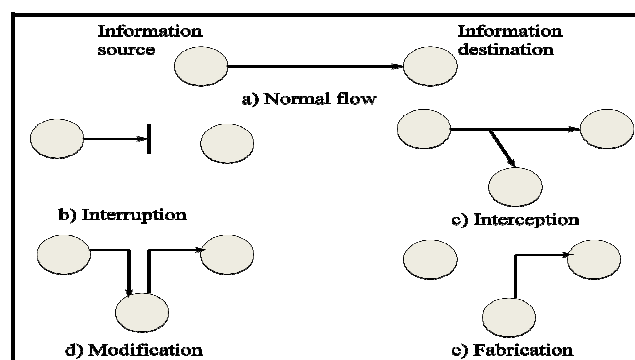 Information
source
Information
destination
a) Normal flow
b) Interruption
c) Interception
d) Modification
e) Fabrication